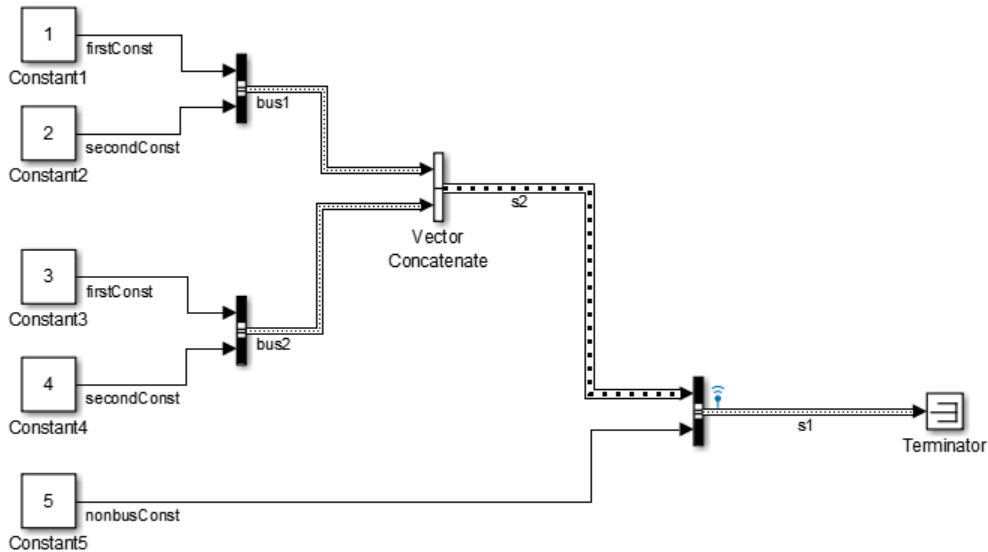 1
firstConst
Constant1
2
secondConst
Constant2
bus1
s2
Vector
Concatenate
3
firstConst
Constant3
4
secondConst
Constant4
bus2
s1
Terminator
5
nonbusConst
Constant5